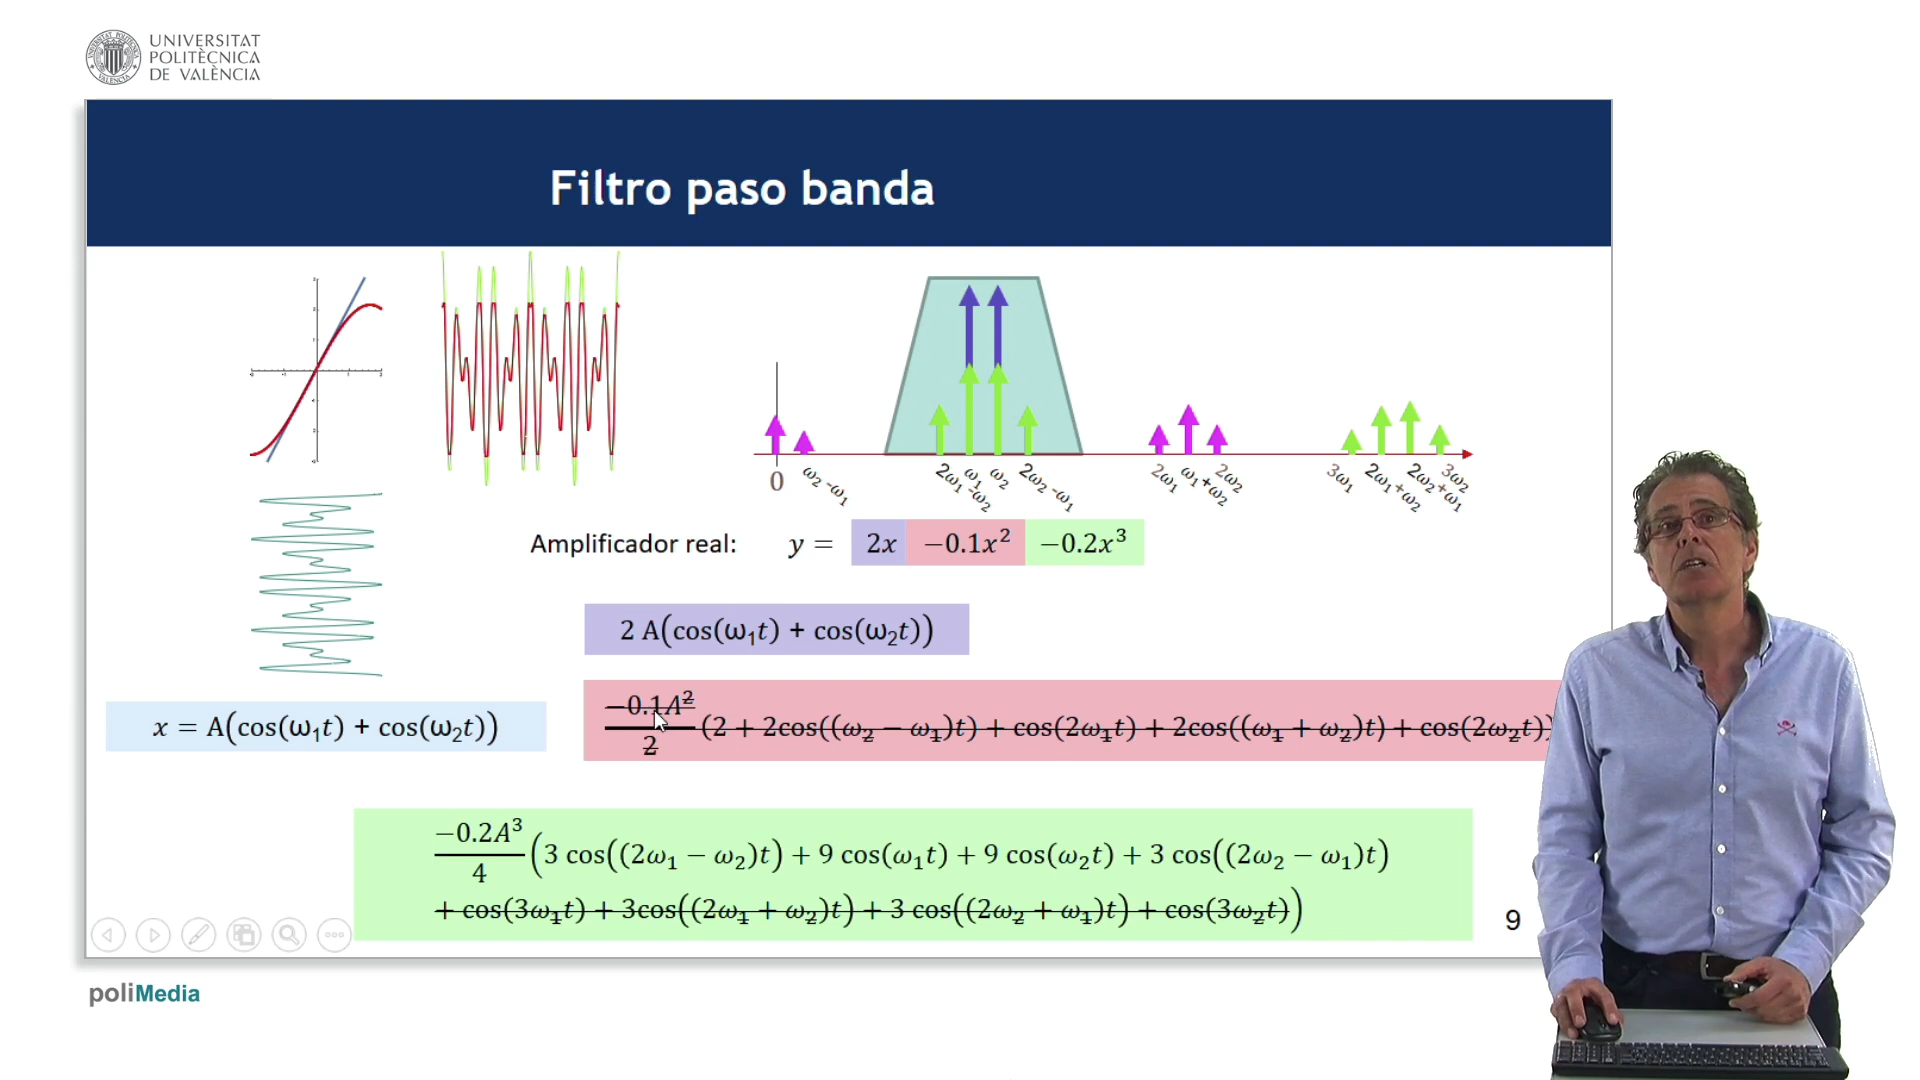 UNIVERSITAT
POLITÈCNICA
DE VALÈNCIA
Filtro paso banda
0
ω₂ -ω₁
2ω₁ -ω₂
ω₁
ω₂
2ω₂ -ω₁
2ω₁
ω₁+ω₂
2ω₂
3ω₁
2ω₁+ω₂
2ω₂+ω₁
3ω₂
Amplificador real: y = 2x −0.1x² −0.2x³
2 A(cos(ω₁t) + cos(ω₂t))
x = A(cos(ω₁t) + cos(ω₂t))
−0.1A²
2
(2 + 2cos((ω₂ − ω₁)t) + cos(2ω₁t) + 2cos((ω₁ + ω₂)t) + cos(2ω₂t))
−0.2A³
4
(3 cos((2ω₁ − ω₂)t) + 9 cos(ω₁t) + 9 cos(ω₂t) + 3 cos((2ω₂ − ω₁)t)
+ cos(3ω₁t) + 3cos((2ω₁ + ω₂)t) + 3 cos((2ω₂ + ω₁)t) + cos(3ω₂t))
9
poliMedia